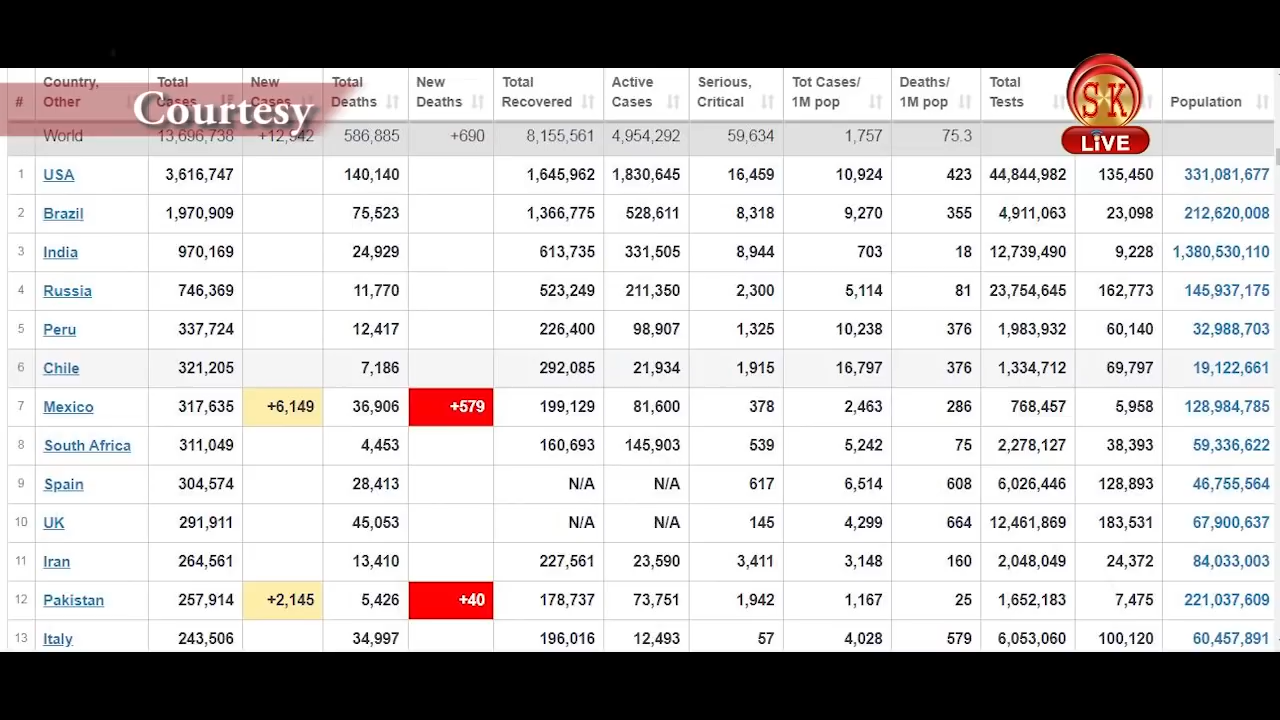 # Country, Other Total Cases New Cases Total Deaths New Deaths Total Recovered Active Cases Serious, Critical Tot Cases/ 1M pop Deaths/ 1M pop Total Tests Population
Courtesy
SK
LiVE
World 13,696,738 +12,942 586,885 +690 8,155,561 4,954,292 59,634 1,757 75.3
1 USA 3,616,747 140,140 1,645,962 1,830,645 16,459 10,924 423 44,844,982 135,450 331,081,677
2 Brazil 1,970,909 75,523 1,366,775 528,611 8,318 9,270 355 4,911,063 23,098 212,620,008
3 India 970,169 24,929 613,735 331,505 8,944 703 18 12,739,490 9,228 1,380,530,110
4 Russia 746,369 11,770 523,249 211,350 2,300 5,114 81 23,754,645 162,773 145,937,175
5 Peru 337,724 12,417 226,400 98,907 1,325 10,238 376 1,983,932 60,140 32,988,703
6 Chile 321,205 7,186 292,085 21,934 1,915 16,797 376 1,334,712 69,797 19,122,661
7 Mexico 317,635 +6,149 36,906 +579 199,129 81,600 378 2,463 286 768,457 5,958 128,984,785
8 South Africa 311,049 4,453 160,693 145,903 539 5,242 75 2,278,127 38,393 59,336,622
9 Spain 304,574 28,413 N/A N/A 617 6,514 608 6,026,446 128,893 46,755,564
10 UK 291,911 45,053 N/A N/A 145 4,299 664 12,461,869 183,531 67,900,637
11 Iran 264,561 13,410 227,561 23,590 3,411 3,148 160 2,048,049 24,372 84,033,003
12 Pakistan 257,914 +2,145 5,426 +40 178,737 73,751 1,942 1,167 25 1,652,183 7,475 221,037,609
13 Italy 243,506 34,997 196,016 12,493 57 4,028 579 6,053,060 100,120 60,457,891